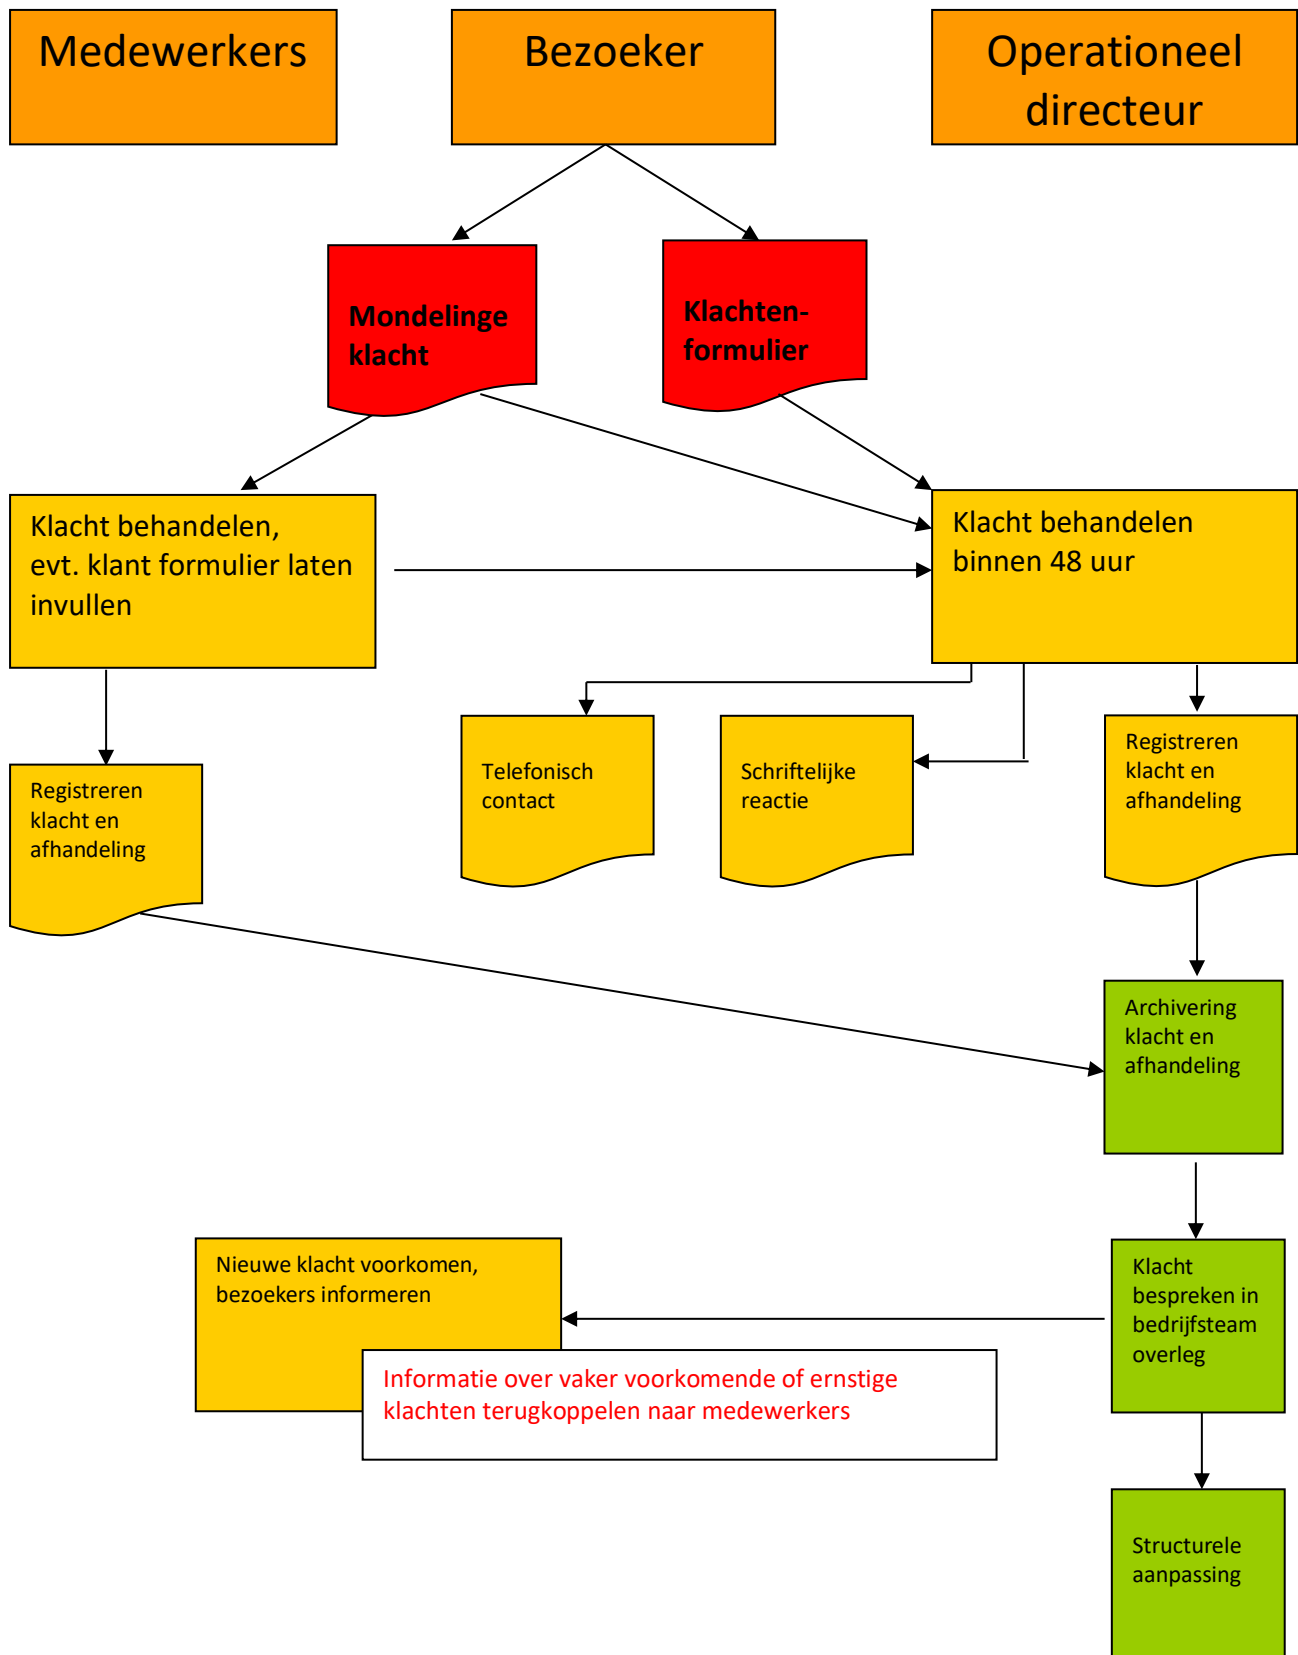 Medewerkers
Bezoeker
Operationeel
directeur
Mondelinge
klacht
Klachten-
formulier
Klacht behandelen,
evt. klant formulier laten
invullen
Klacht behandelen
binnen 48 uur
Registreren
klacht en
afhandeling
Telefonisch
contact
Schriftelijke
reactie
Registreren
klacht en
afhandeling
Archivering
klacht en
afhandeling
Nieuwe klacht voorkomen,
bezoekers informeren
Klacht
bespreken in
bedrijfsteam
overleg
Informatie over vaker voorkomende of ernstige
klachten terugkoppelen naar medewerkers
Structurele
aanpassing